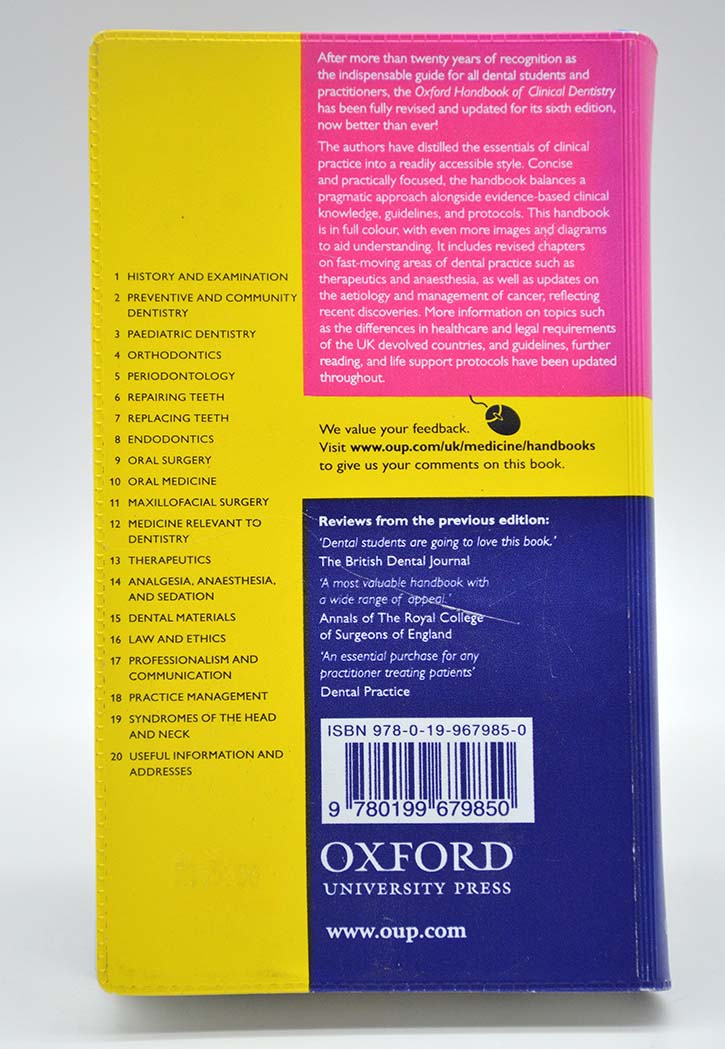 After more than twenty years of recognition as
the indispensable guide for all dental students and
practitioners, the Oxford Handbook of Clinical Dentistry
has been fully revised and updated for its sixth edition,
now better than ever!
The authors have distilled the essentials of clinical
practice into a readily accessible style. Concise
and practically focused, the handbook balances a
pragmatic approach alongside evidence-based clinical
knowledge, guidelines, and protocols. This handbook
is in full colour, with even more images and diagrams
to aid understanding. It includes revised chapters
on fast-moving areas of dental practice such as
therapeutics and anaesthesia, as well as updates on
the aetiology and management of cancer, reflecting
recent discoveries. More information on topics such
as the differences in healthcare and legal requirements
of the UK devolved countries, and guidelines, further
reading, and life support protocols have been updated
throughout.
1 HISTORY AND EXAMINATION
2 PREVENTIVE AND COMMUNITY
DENTISTRY
3 PAEDIATRIC DENTISTRY
4 ORTHODONTICS
5 PERIODONTOLOGY
6 REPAIRING TEETH
7 REPLACING TEETH
8 ENDODONTICS
9 ORAL SURGERY
10 ORAL MEDICINE
11 MAXILLOFACIAL SURGERY
12 MEDICINE RELEVANT TO
DENTISTRY
13 THERAPEUTICS
14 ANALGESIA, ANAESTHESIA,
AND SEDATION
15 DENTAL MATERIALS
16 LAW AND ETHICS
17 PROFESSIONALISM AND
COMMUNICATION
18 PRACTICE MANAGEMENT
19 SYNDROMES OF THE HEAD
AND NECK
20 USEFUL INFORMATION AND
ADDRESSES
We value your feedback.
Visit www.oup.com/uk/medicine/handbooks
to give us your comments on this book.
Reviews from the previous edition:
'Dental students are going to love this book.'
The British Dental Journal
'A most valuable handbook with
a wide range of appeal.'
Annals of The Royal College
of Surgeons of England
'An essential purchase for any
practitioner treating patients'
Dental Practice
ISBN 978-0-19-967985-0
9 780199 679850
OXFORD
UNIVERSITY PRESS
www.oup.com